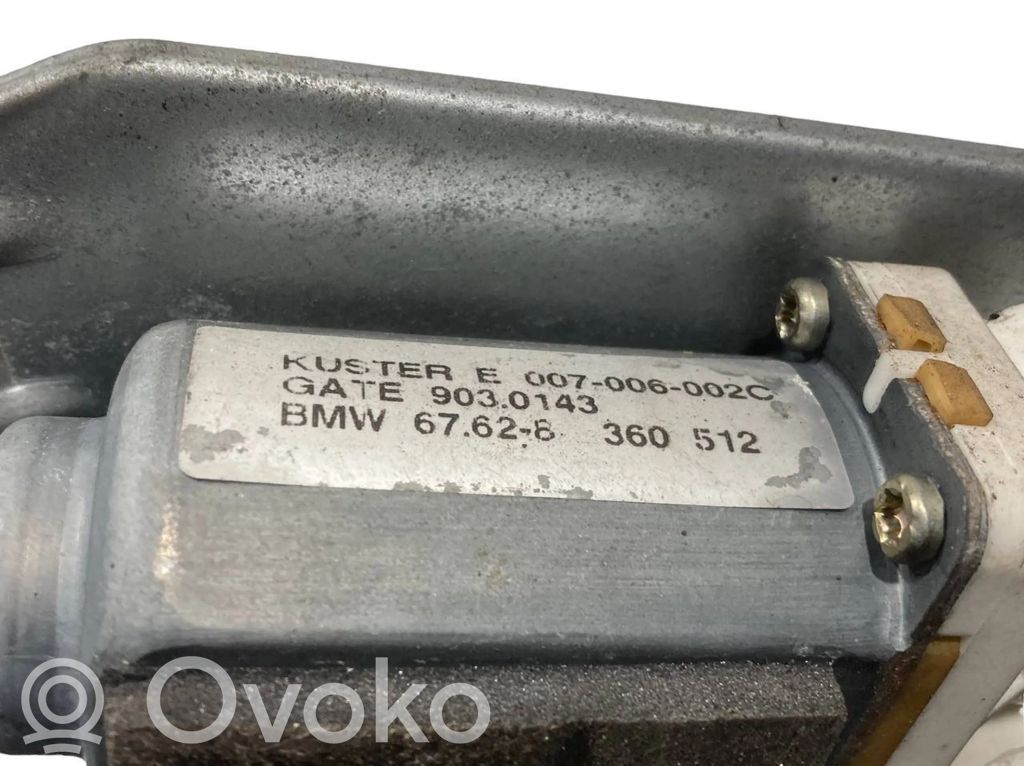 KUSTER E 007-006-002C
GATE 903.0143
BMW 67.62-8 360 512
Ovoko